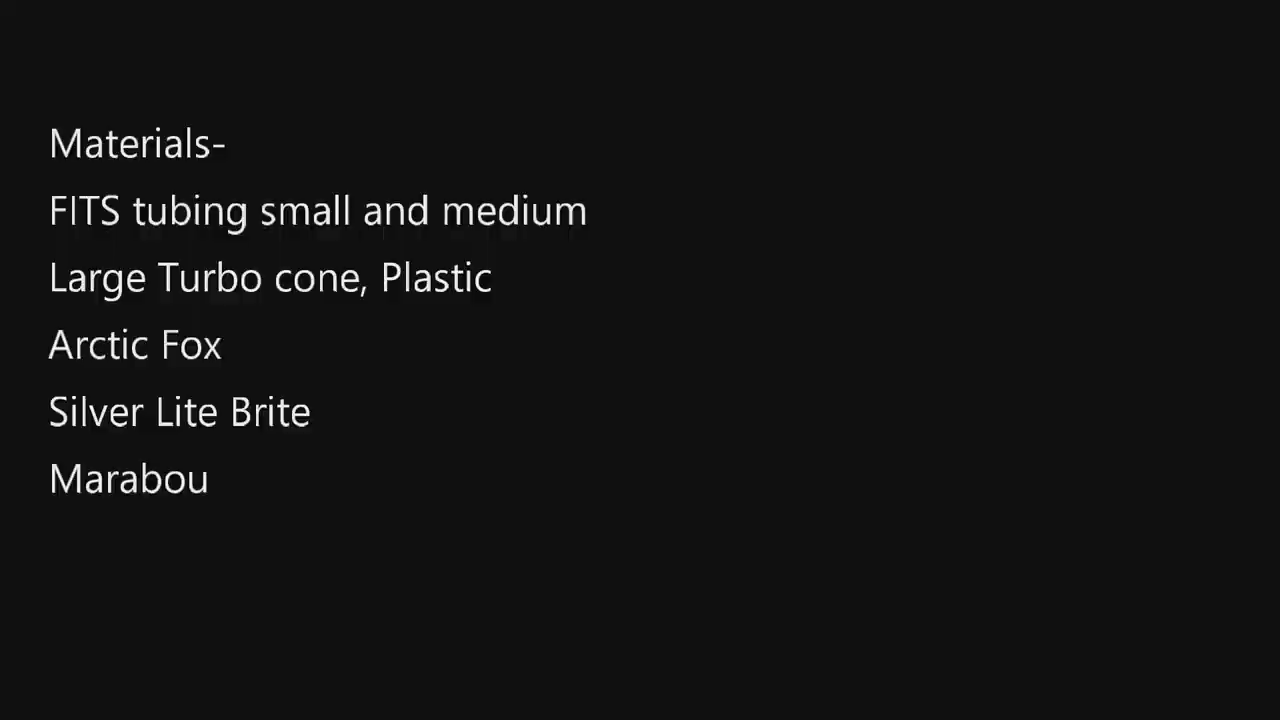 Materials-
FITS tubing small and medium
Large Turbo cone, Plastic
Arctic Fox
Silver Lite Brite
Marabou